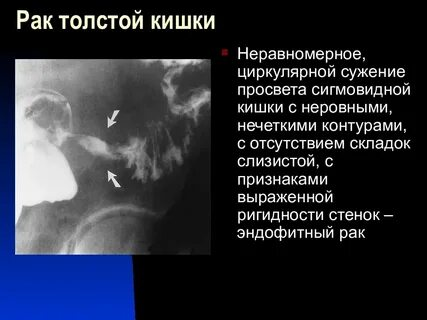 Рак толстой кишки
Неравномерное,
циркулярной сужение
просвета сигмовидной
кишки с неровными,
нечеткими контурами,
с отсутствием складок
слизистой, с
признаками
выраженной
ригидности стенок –
эндофитный рак